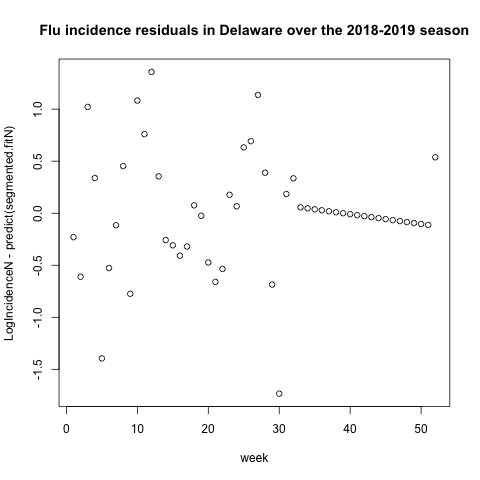 Flu incidence residuals in Delaware over the 2018-2019 season
LogIncidenceN - predict(segmented.fitN)
1.0
0.5
0.0
-0.5
-1.0
-1.5
0 10 20 30 40 50
week